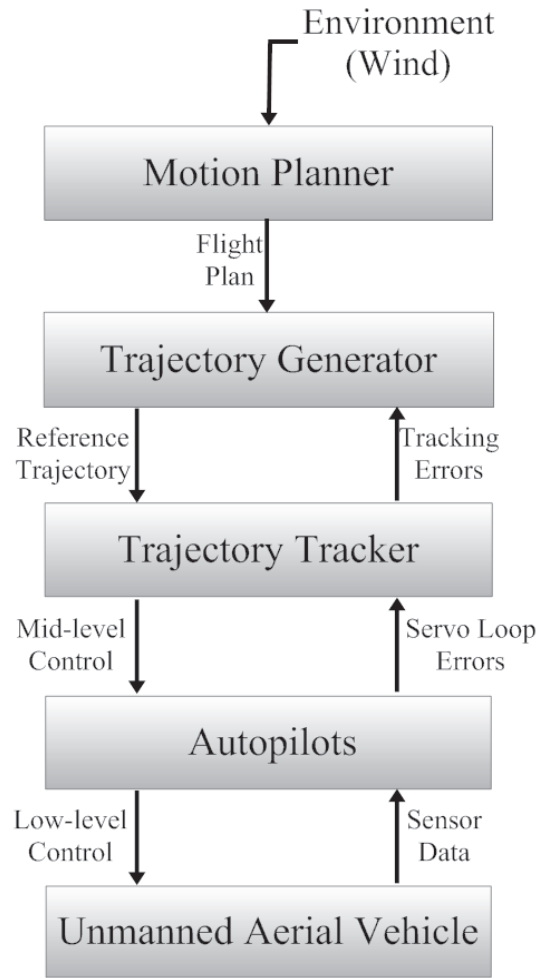 Environment
(Wind)
Motion Planner
Flight
Plan
Trajectory Generator
Reference
Trajectory
Tracking
Errors
Trajectory Tracker
Mid-level
Control
Servo Loop
Errors
Autopilots
Low-level
Control
Sensor
Data
Unmanned Aerial Vehicle